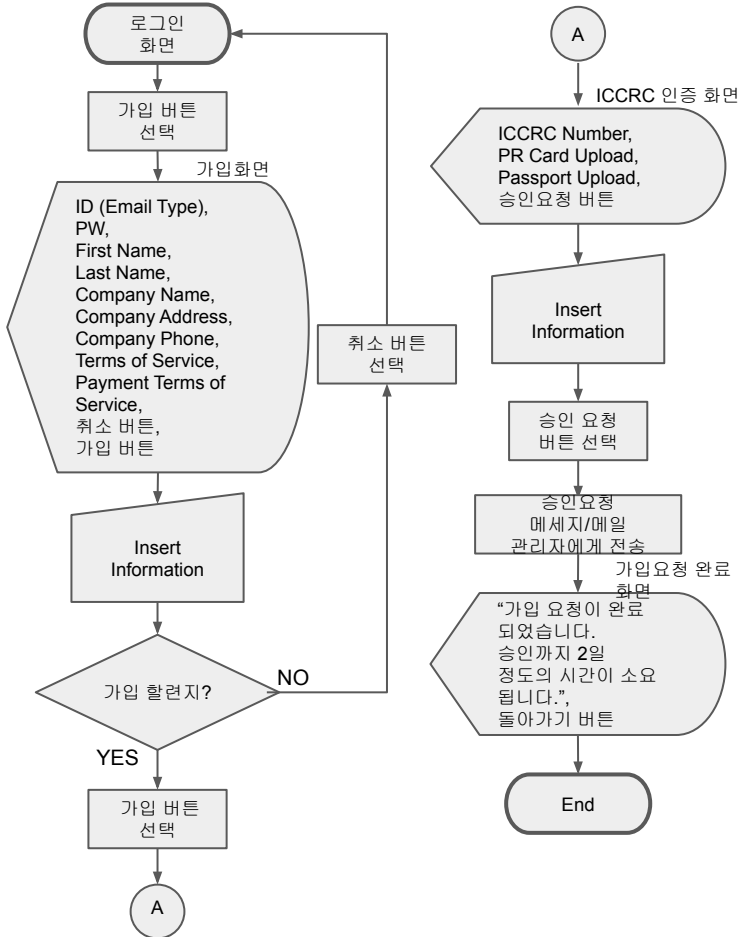 로그인
화면
가입 버튼
선택
가입화면
ID (Email Type),
PW,
First Name,
Last Name,
Company Name,
Company Address,
Company Phone,
Terms of Service,
Payment Terms of
Service,
취소 버튼,
가입 버튼
Insert
Information
가입 할련지?
NO
취소 버튼
선택
YES
가입 버튼
선택
A
A
ICCRC 인증 화면
ICCRC Number,
PR Card Upload,
Passport Upload,
승인요청 버튼
Insert
Information
승인 요청
버튼 선택
승인요청
메세지/메일
관리자에게 전송
가입요청 완료
화면
“가입 요청이 완료
되었습니다.
승인까지 2일
정도의 시간이 소요
됩니다.”,
돌아가기 버튼
End